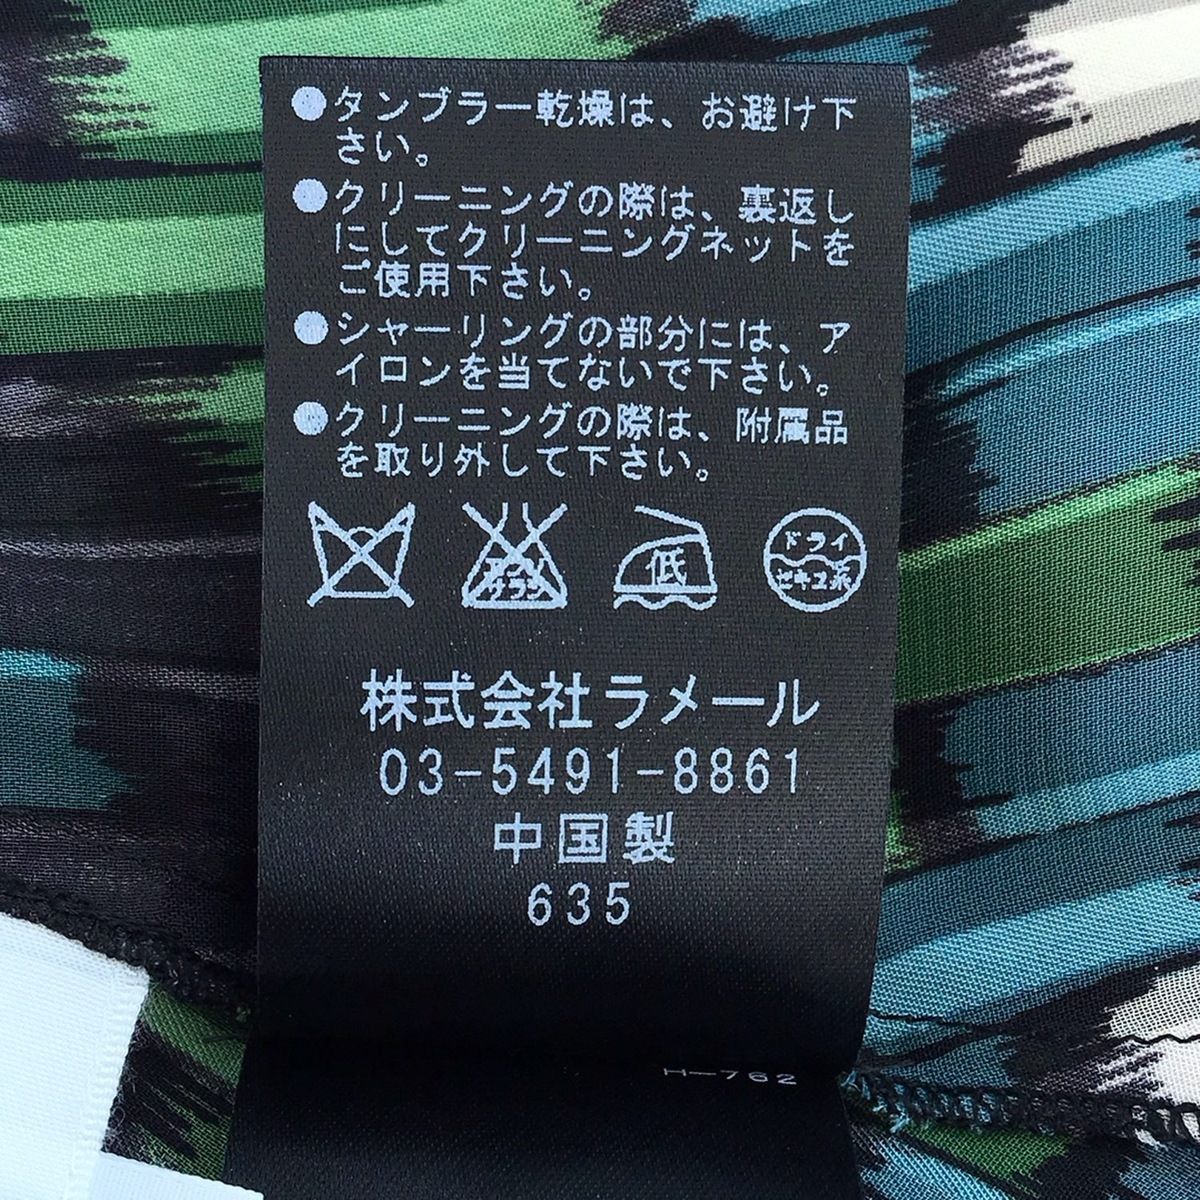 ●タンブラー乾燥は、お避け下
さい。
●クリーニングの際は、裏返し
にしてクリーニングネットを
ご使用下さい。
●シャーリングの部分には、ア
イロンを当てないで下さい。
●クリーニングの際は、附属品
を取り外して下さい。
エンソ
サラシ
低
ドライ
セキユ系
株式会社ラメール
03-5491-8861
中国製
635
H-762